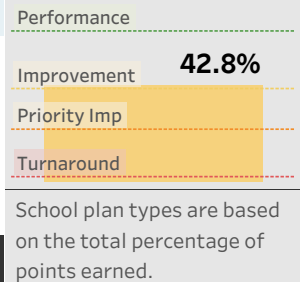 Performance
42.8%
Improvement
Priority Imp
Turnaround
School plan types are based
on the total percentage of
points earned.